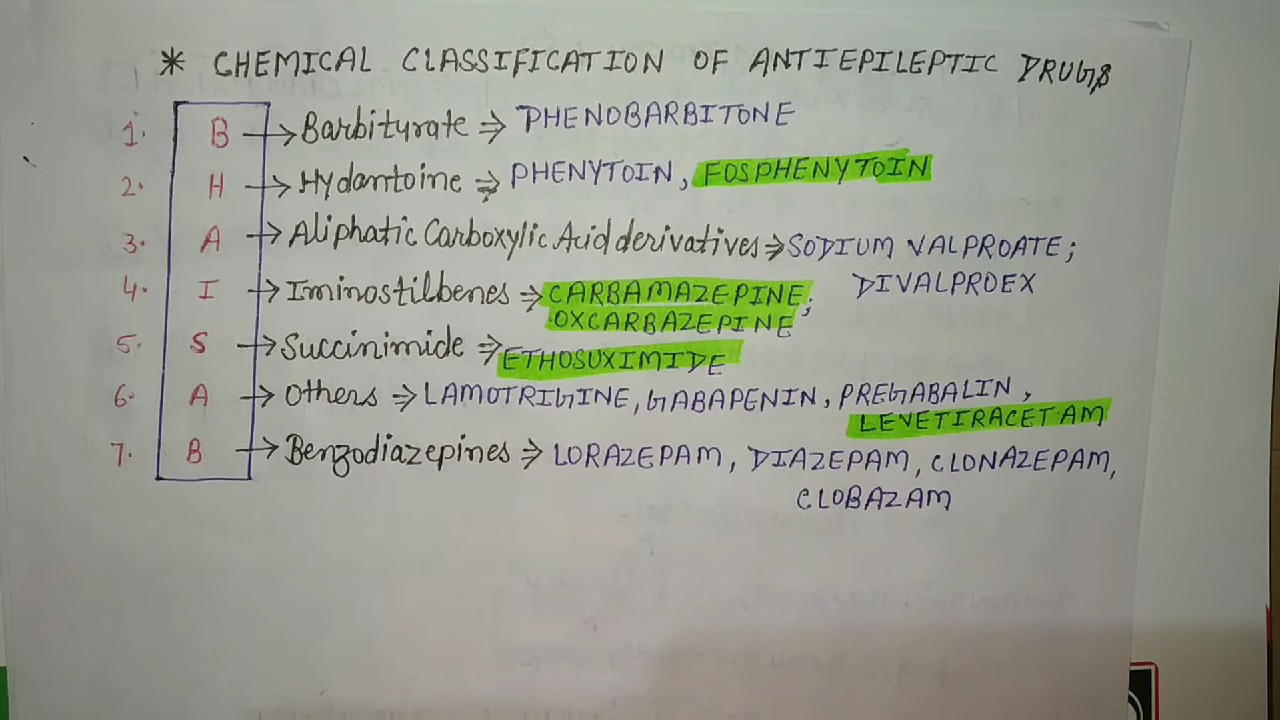 * CHEMICAL CLASSIFICATION OF ANTIEPILEPTIC DRUGS
1. B → Barbiturate ⇒ PHENOBARBITONE
2. H → Hydantoine ⇒ PHENYTOIN, FOSPHENYTOIN
3. A → Aliphatic Carboxylic Acid derivatives ⇒ SODIUM VALPROATE;
DIVALPROEX
4. I → Iminostilbenes ⇒ CARBAMAZEPINE;
OXCARBAZEPINE
5. S → Succinimide ⇒ ETHOSUXIMIDE
6. A → Others ⇒ LAMOTRIGINE, GABAPENIN, PREGABALIN,
LEVETIRACETAM
7. B → Benzodiazepines ⇒ LORAZEPAM, DIAZEPAM, CLONAZEPAM,
CLOBAZAM